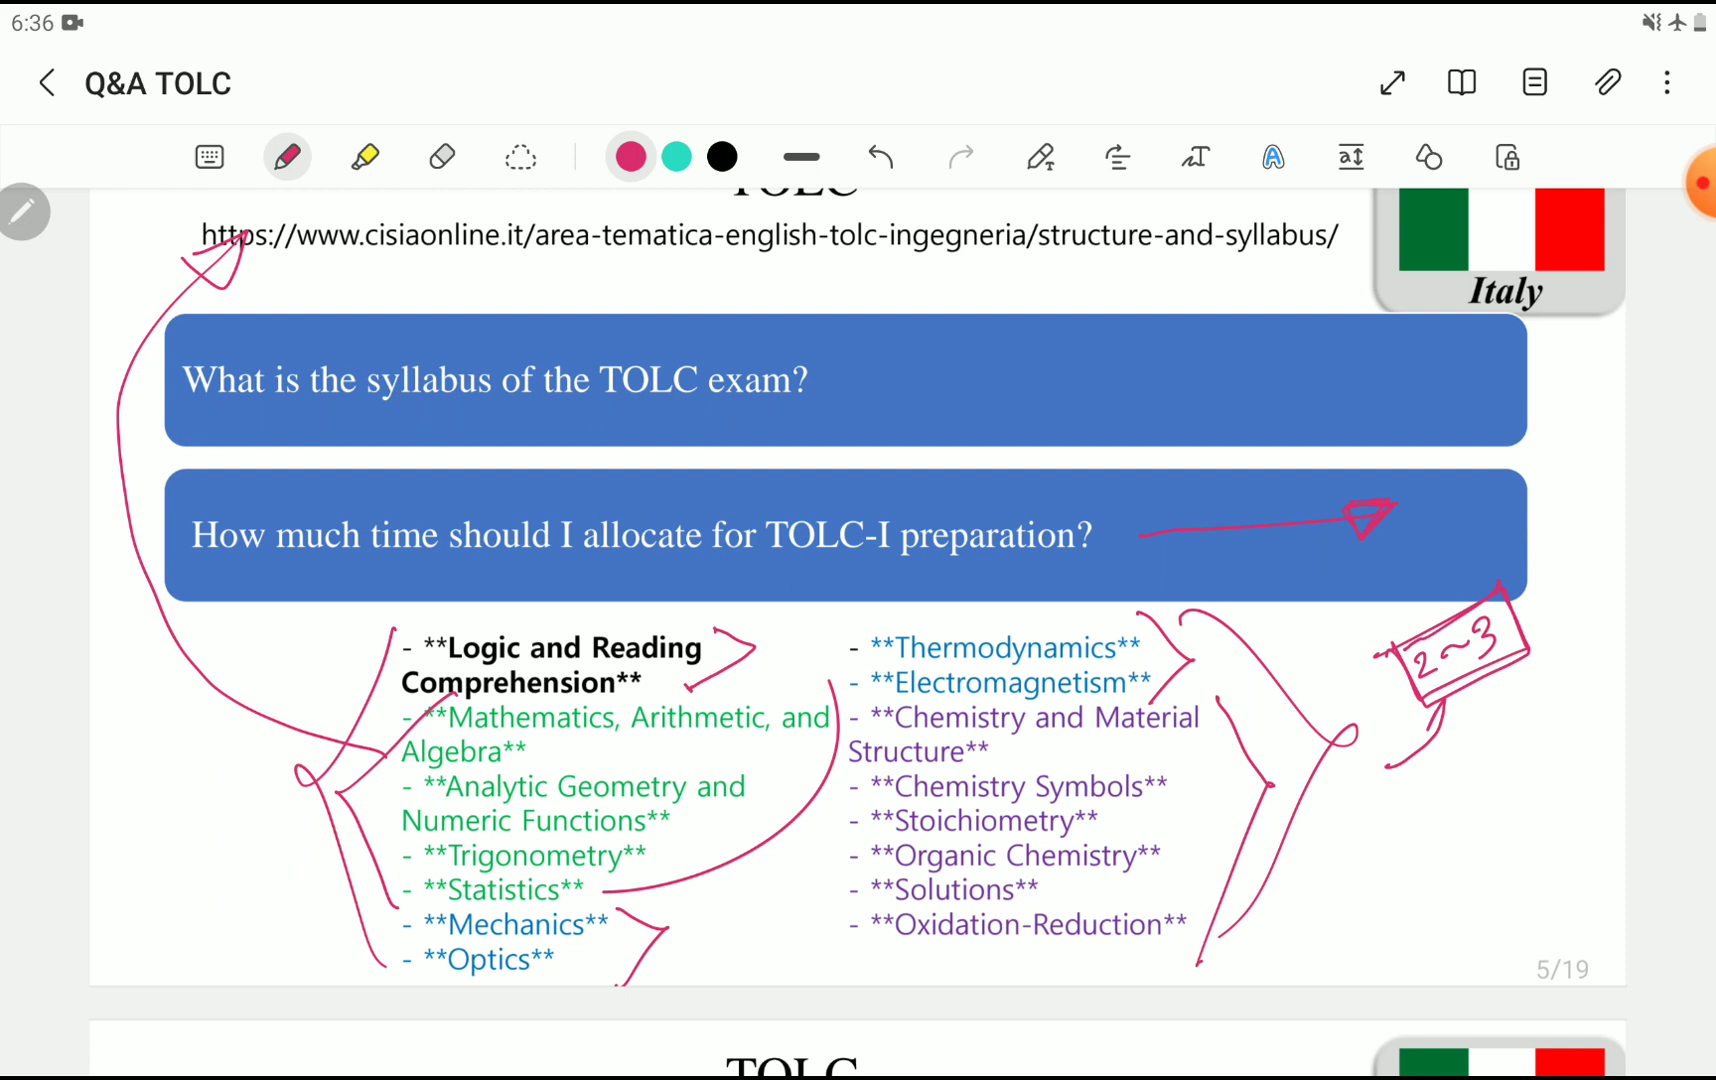 6:36
Q&A TOLC
TOLC
https://www.cisiaonline.it/area-tematica-english-tolc-ingegneria/structure-and-syllabus/
Italy
What is the syllabus of the TOLC exam?
How much time should I allocate for TOLC-I preparation?
2~3
- **Logic and Reading
Comprehension**
- **Mathematics, Arithmetic, and
Algebra**
- **Analytic Geometry and
Numeric Functions**
- **Trigonometry**
- **Statistics**
- **Mechanics**
- **Optics**
- **Thermodynamics**
- **Electromagnetism**
- **Chemistry and Material
Structure**
- **Chemistry Symbols**
- **Stoichiometry**
- **Organic Chemistry**
- **Solutions**
- **Oxidation-Reduction**
5/19
TOLC